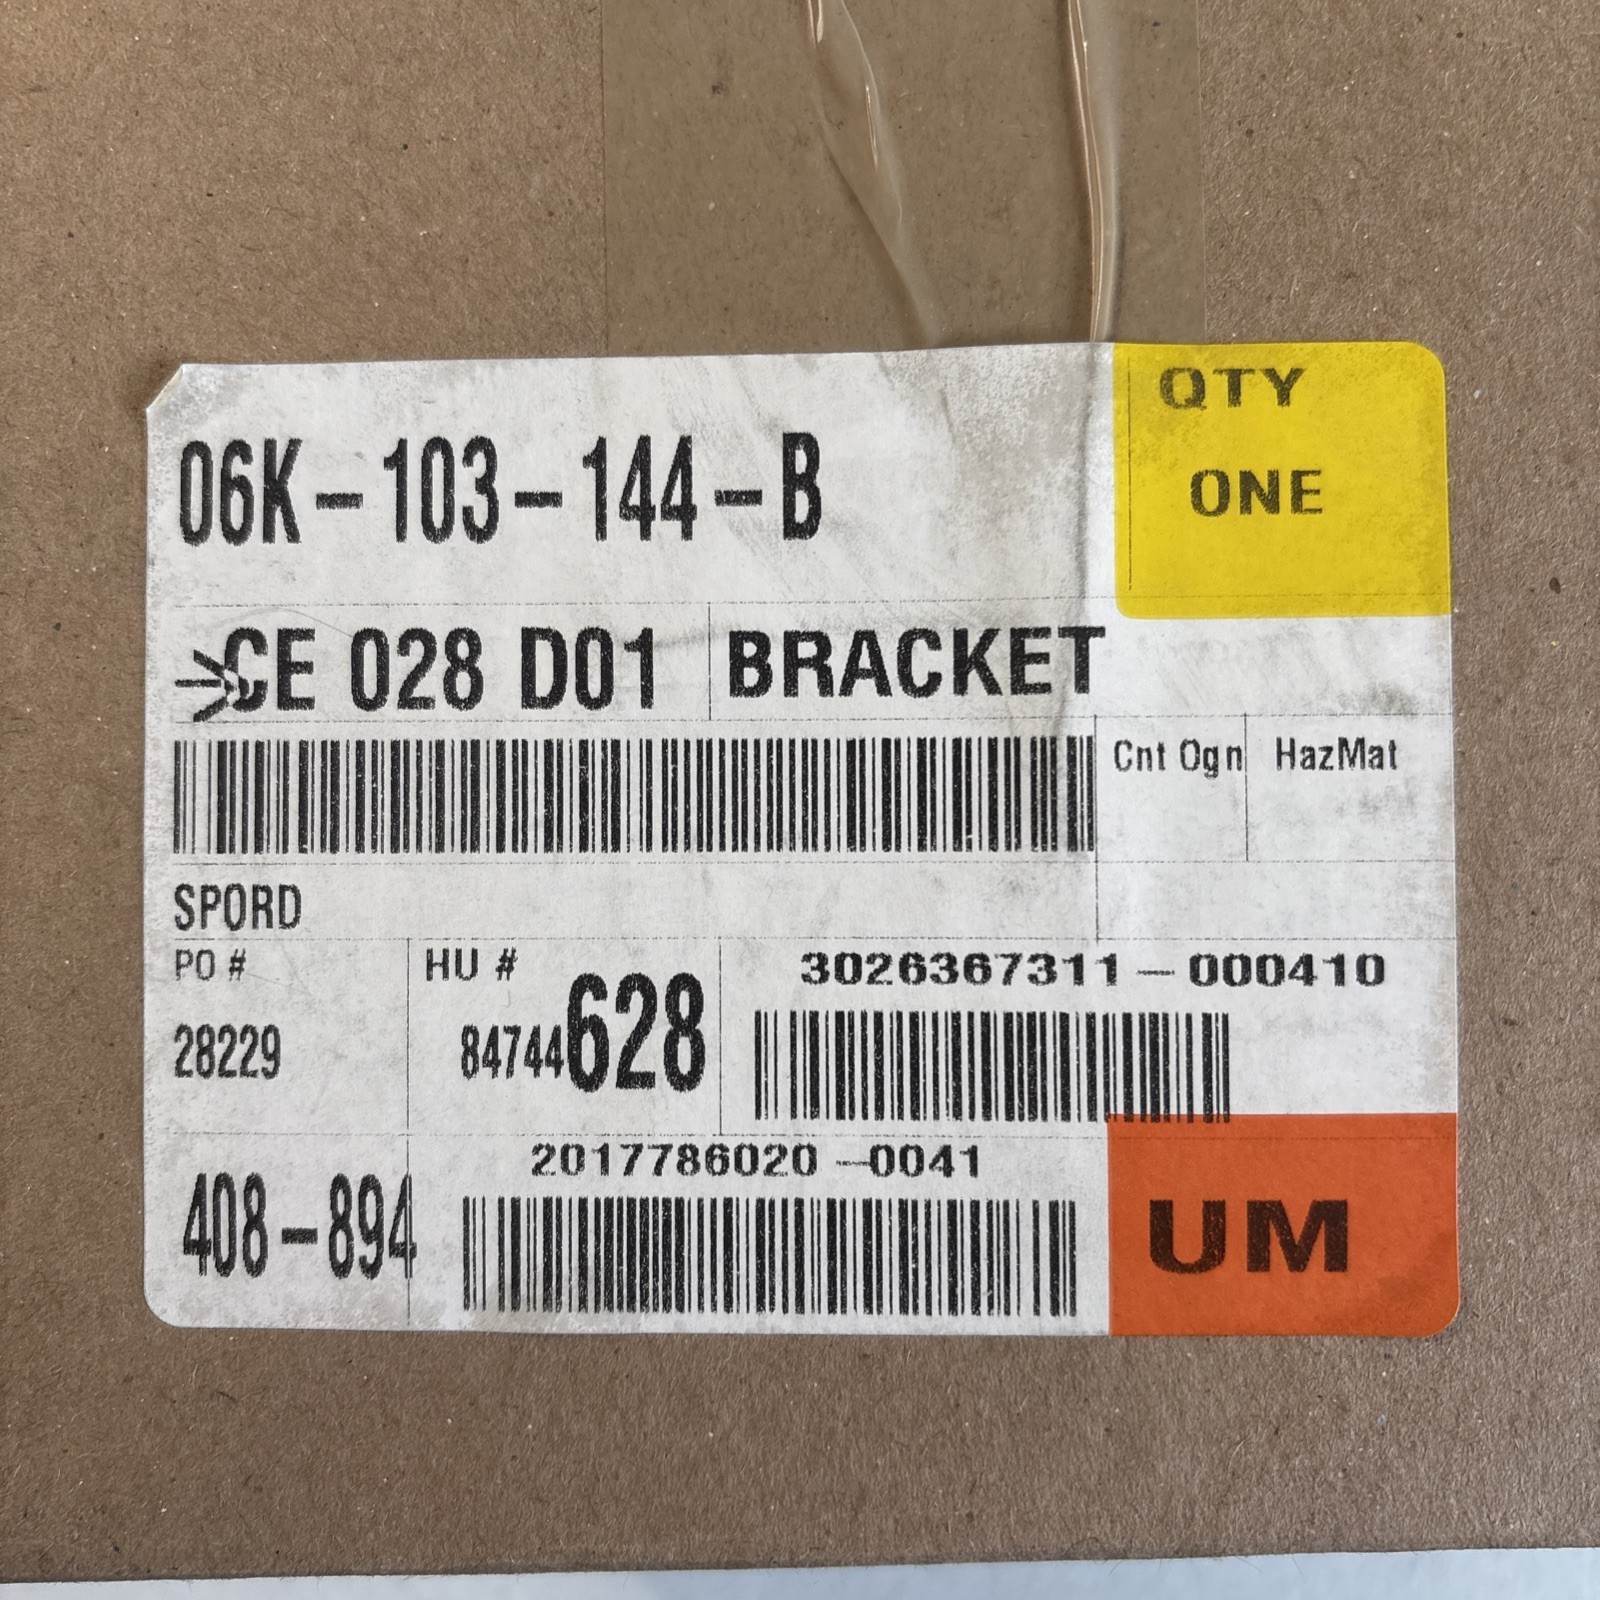 QTY
ONE
06K-103-144-B
CE 028 D01
BRACKET
Cnt Ogn
HazMat
SPORD
PO #
28229
HU #
84744628
3026367311-000410
408-894
2017786020-0041
UM